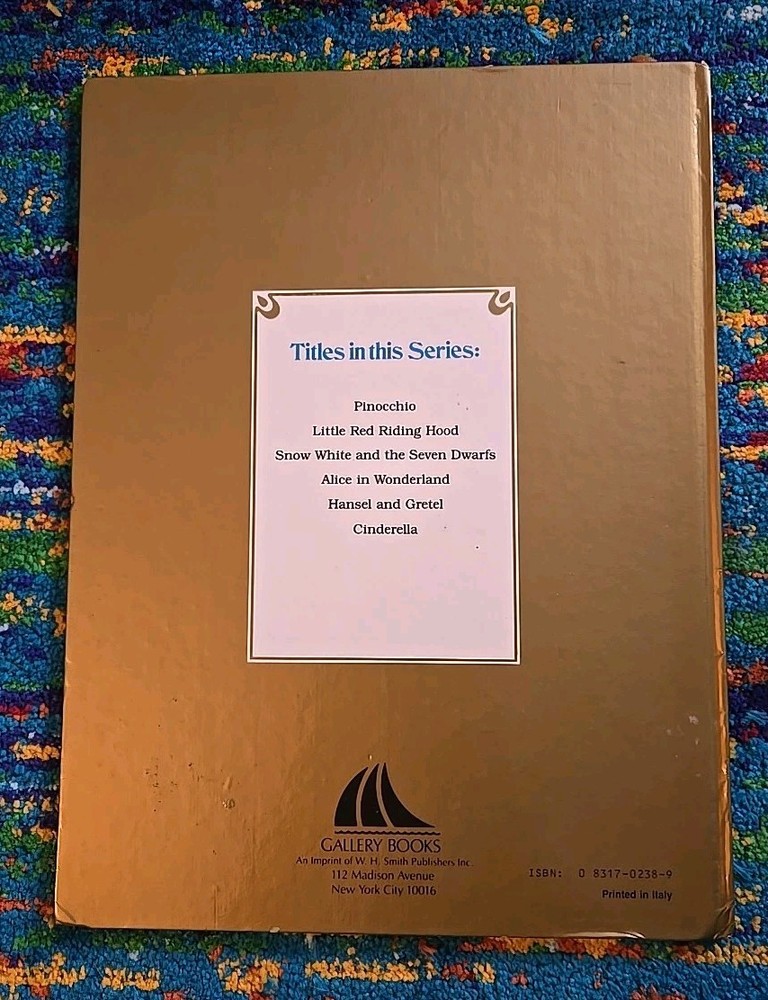 Titles in this Series:
Pinocchio
Little Red Riding Hood
Snow White and the Seven Dwarfs
Alice in Wonderland
Hansel and Gretel
Cinderella
GALLERY BOOKS
An Imprint of W. H. Smith Publishers Inc.
112 Madison Avenue
New York City 10016
ISBN: 0 8317-0238-9
Printed in Italy